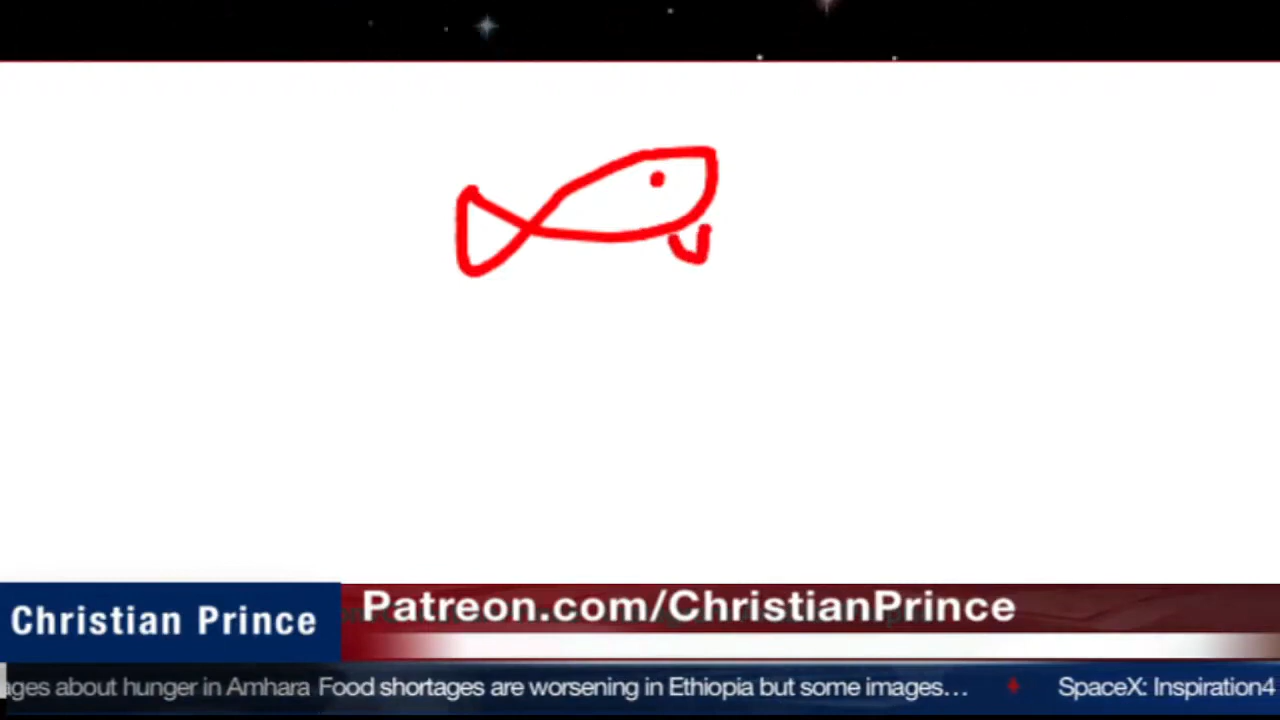 Christian Prince
Patreon.com/ChristianPrince
ages about hunger in Amhara Food shortages are worsening in Ethiopia but some images... SpaceX: Inspiration4